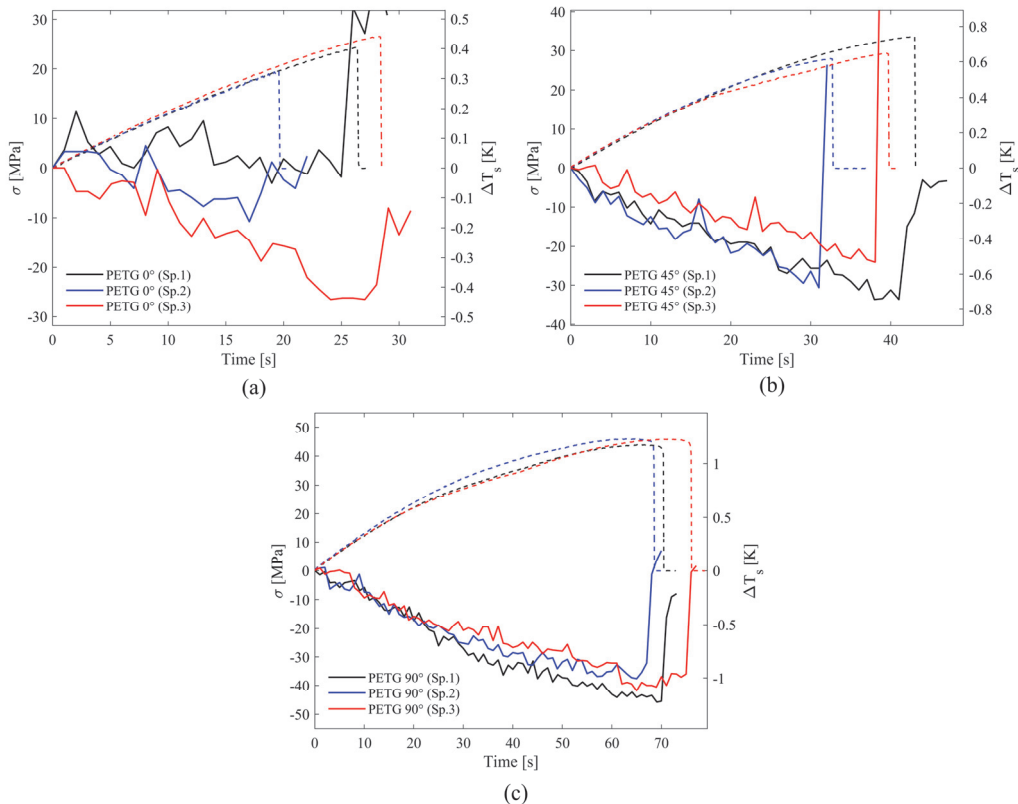 30
20
10
0
-10
-20
-30
σ [MPa]
0.5
0.4
0.3
0.2
0.1
0
-0.1
-0.2
-0.3
-0.4
-0.5
ΔTs [K]
PETG 0° (Sp.1)
PETG 0° (Sp.2)
PETG 0° (Sp.3)
0 5 10 15 20 25 30
Time [s]
(a)
40
30
20
10
0
-10
-20
-30
-40
σ [MPa]
0.8
0.6
0.4
0.2
0
-0.2
-0.4
-0.6
-0.8
ΔTs [K]
PETG 45° (Sp.1)
PETG 45° (Sp.2)
PETG 45° (Sp.3)
0 10 20 30 40
Time [s]
(b)
50
40
30
20
10
0
-10
-20
-30
-40
-50
σ [MPa]
1
0.5
0
-0.5
-1
ΔTs [K]
PETG 90° (Sp.1)
PETG 90° (Sp.2)
PETG 90° (Sp.3)
0 10 20 30 40 50 60 70
Time [s]
(c)